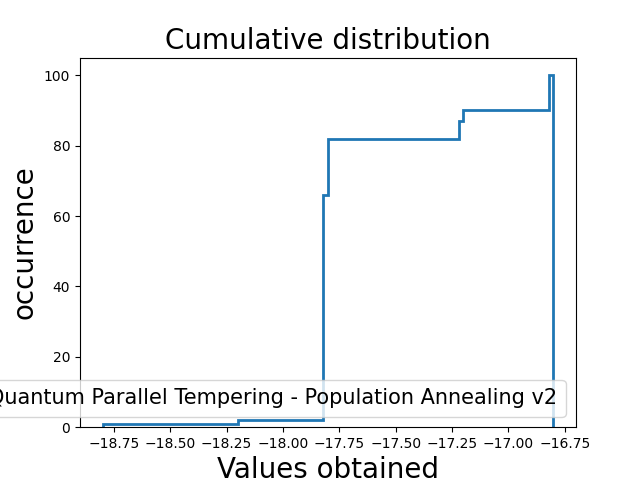 Cumulative distribution
occurrence
100
80
60
40
20
0
Quantum Parallel Tempering - Population Annealing v2
−18.75 −18.50 −18.25 −18.00 −17.75 −17.50 −17.25 −17.00 −16.75
Values obtained